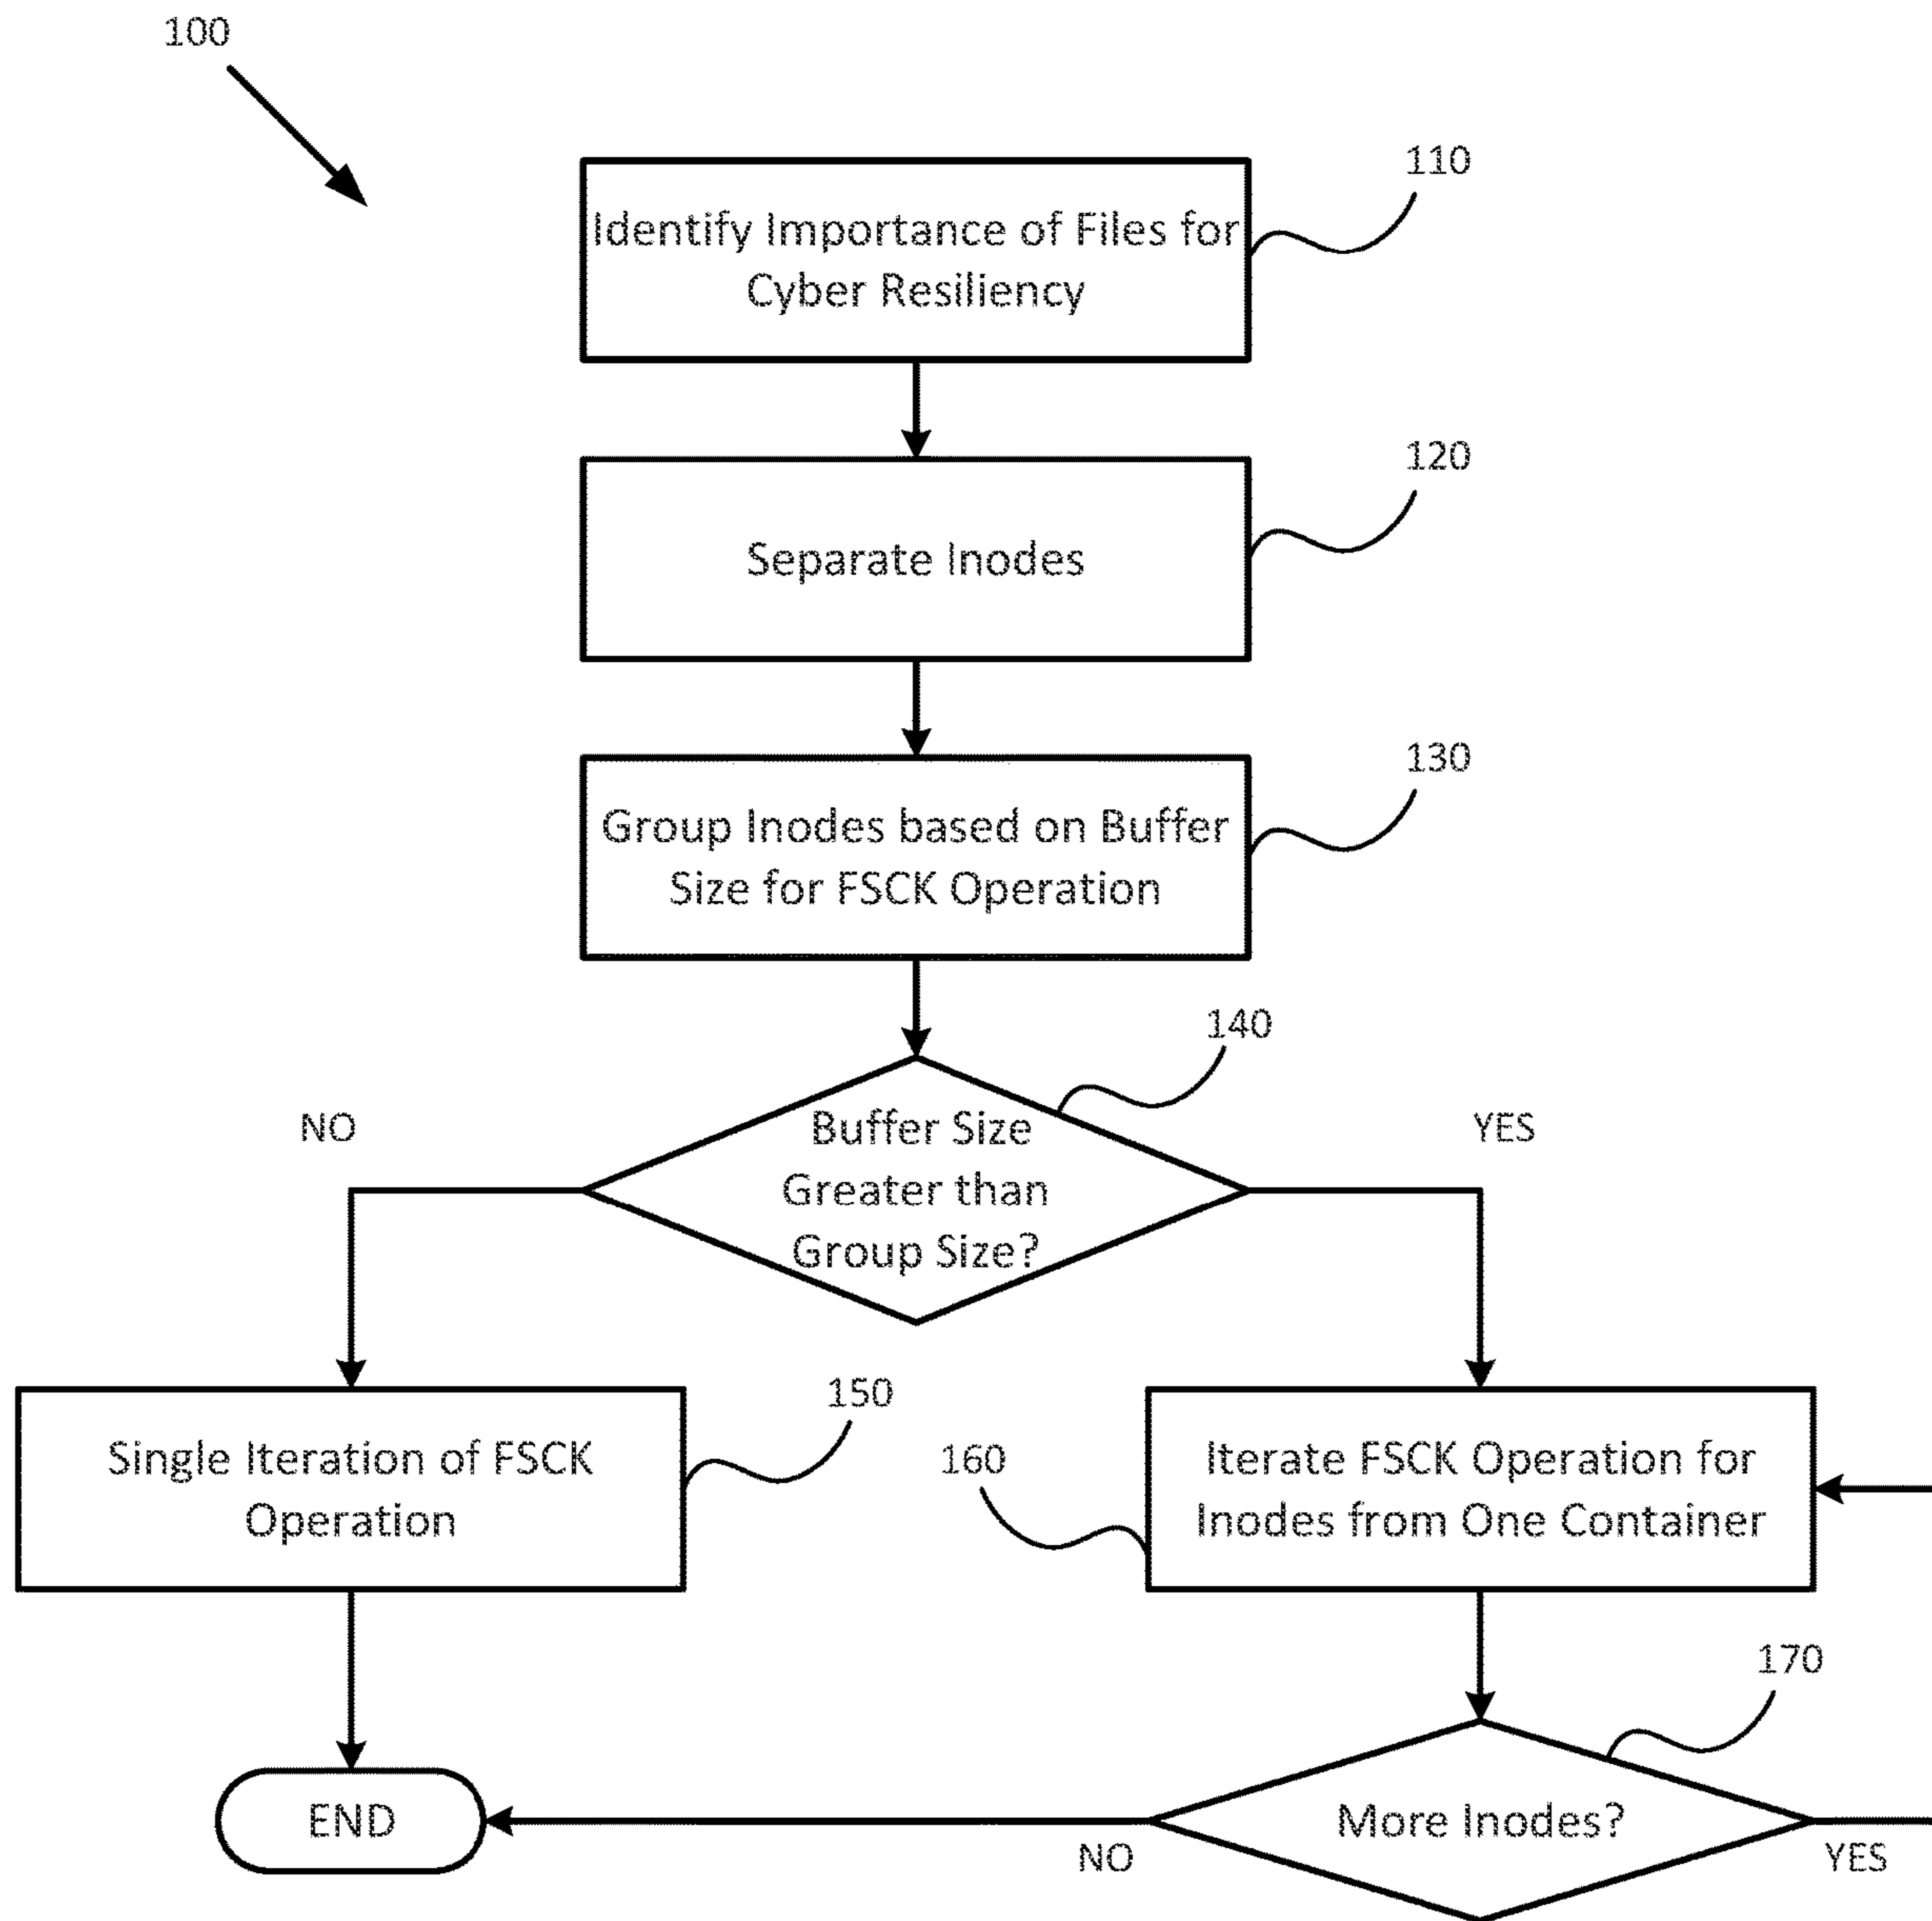 100
110
Identify Importance of Files for
Cyber Resiliency
120
Separate Inodes
130
Group Inodes based on Buffer
Size for FSCK Operation
140
NO
Buffer Size
Greater than
Group Size?
YES
150
Single Iteration of FSCK
Operation
160
Iterate FSCK Operation for
Inodes from One Container
170
END
More Inodes?
NO
YES